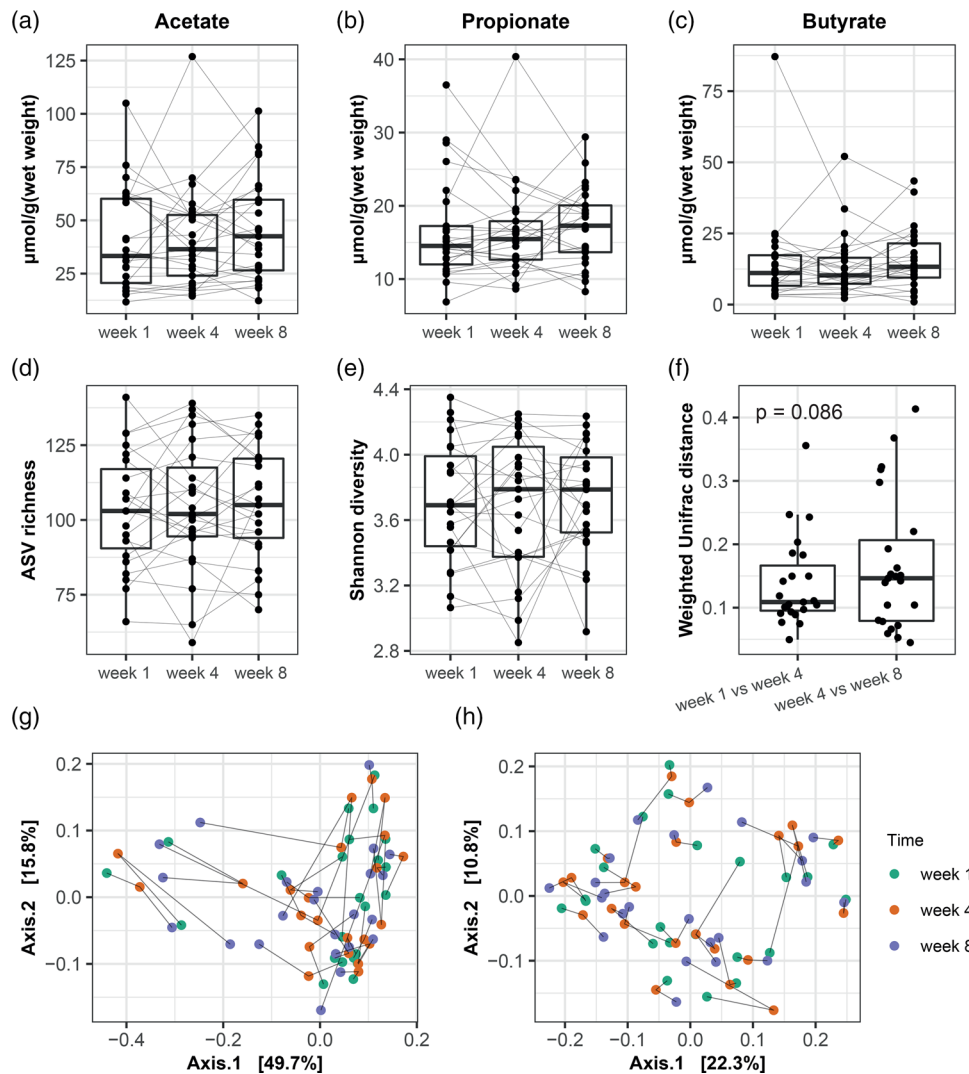 (a) Acetate
(b) Propionate
(c) Butyrate
µmol/g(wet weight)
125
100
75
50
25
week 1 week 4 week 8
µmol/g(wet weight)
40
30
20
10
week 1 week 4 week 8
µmol/g(wet weight)
75
50
25
0
week 1 week 4 week 8
(d)
ASV richness
125
100
75
week 1 week 4 week 8
(e)
Shannon diversity
4.4
4.0
3.6
3.2
2.8
week 1 week 4 week 8
(f)
p = 0.086
Weighted Unifrac distance
0.4
0.3
0.2
0.1
week 1 vs week 4
week 4 vs week 8
(g)
Axis.2 [15.8%]
0.2
0.1
0.0
−0.1
−0.4 −0.2 0.0 0.2
Axis.1 [49.7%]
(h)
Axis.2 [10.8%]
0.2
0.1
0.0
−0.1
−0.2 −0.1 0.0 0.1 0.2
Axis.1 [22.3%]
Time
week 1
week 4
week 8